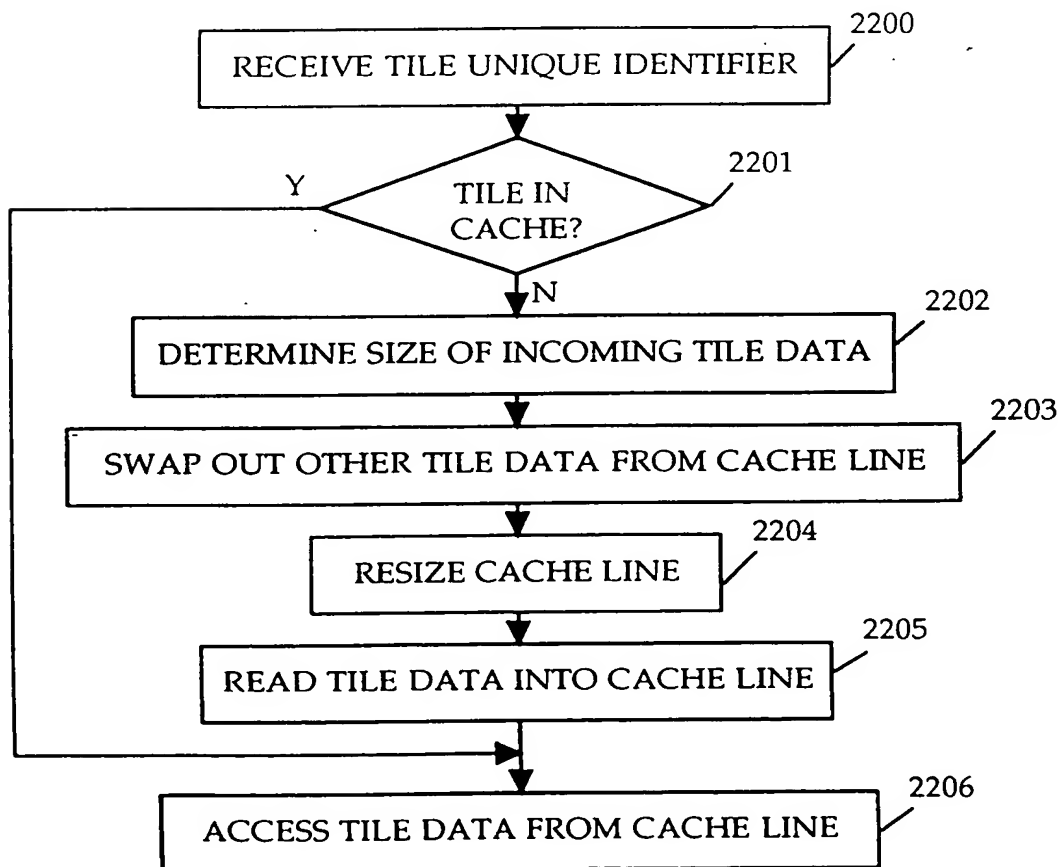 2200
RECEIVE TILE UNIQUE IDENTIFIER
2201
Y
TILE IN
CACHE?
N
2202
DETERMINE SIZE OF INCOMING TILE DATA
2203
SWAP OUT OTHER TILE DATA FROM CACHE LINE
2204
RESIZE CACHE LINE
2205
READ TILE DATA INTO CACHE LINE
2206
ACCESS TILE DATA FROM CACHE LINE